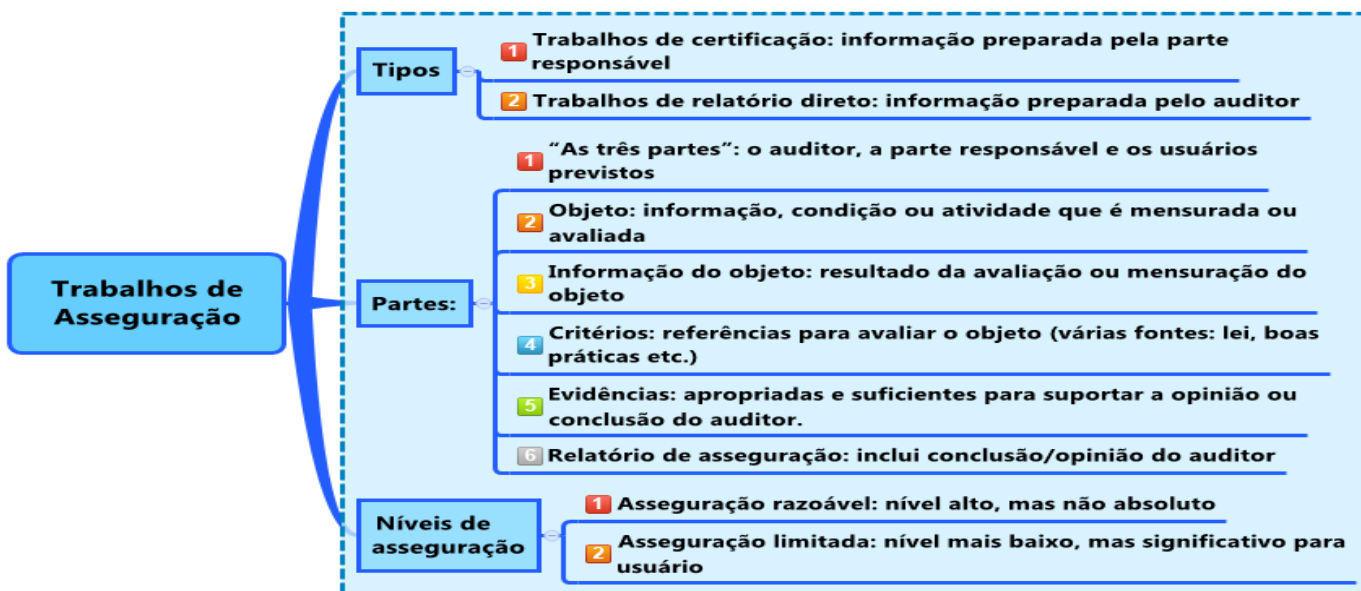 Trabalhos de
Asseguração
Tipos
1 Trabalhos de certificação: informação preparada pela parte
responsável
2 Trabalhos de relatório direto: informação preparada pelo auditor
Partes:
1 “As três partes”: o auditor, a parte responsável e os usuários
previstos
2 Objeto: informação, condição ou atividade que é mensurada ou
avaliada
3 Informação do objeto: resultado da avaliação ou mensuração do
objeto
4 Critérios: referências para avaliar o objeto (várias fontes: lei, boas
práticas etc.)
5 Evidências: apropriadas e suficientes para suportar a opinião ou
conclusão do auditor.
6 Relatório de asseguração: inclui conclusão/opinião do auditor
Níveis de
asseguração
1 Asseguração razoável: nível alto, mas não absoluto
2 Asseguração limitada: nível mais baixo, mas significativo para
usuário